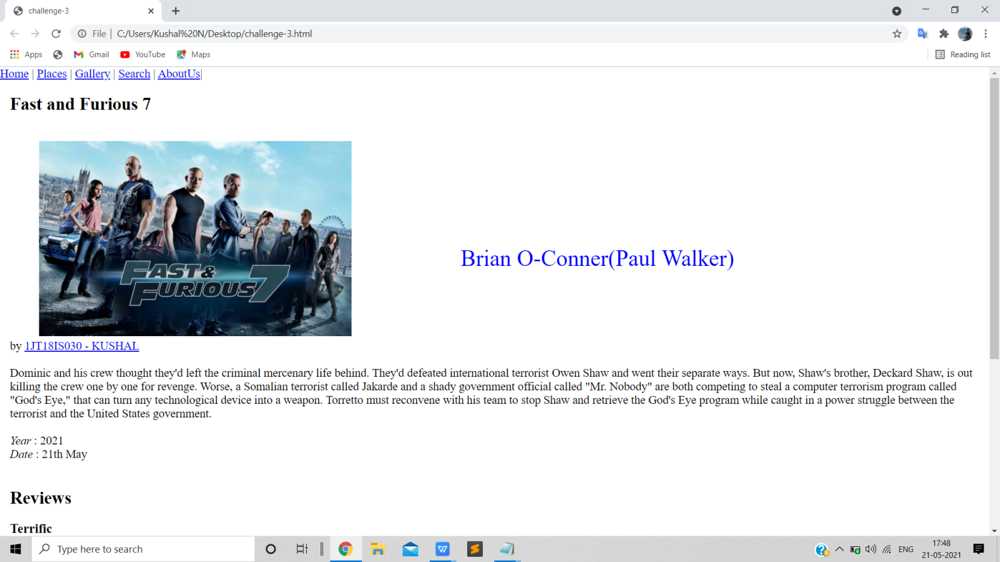 challenge-3
File | C:/Users/Kushal%20N/Desktop/challenge-3.html
Apps Gmail YouTube Maps Reading list
Home | Places | Gallery | Search | AboutUs|
Fast and Furious 7
FAST &
FURIOUS 7
Brian O-Conner(Paul Walker)
by 1JT18IS030 - KUSHAL
Dominic and his crew thought they'd left the criminal mercenary life behind. They'd defeated international terrorist Owen Shaw and went their separate ways. But now, Shaw's brother, Deckard Shaw, is out
killing the crew one by one for revenge. Worse, a Somalian terrorist called Jakarde and a shady government official called "Mr. Nobody" are both competing to steal a computer terrorism program called
"God's Eye," that can turn any technological device into a weapon. Torretto must reconvene with his team to stop Shaw and retrieve the God's Eye program while caught in a power struggle between the
terrorist and the United States government.
Year : 2021
Date : 21th May
Reviews
Terrific
Type here to search
ENG
17:48
21-05-2021